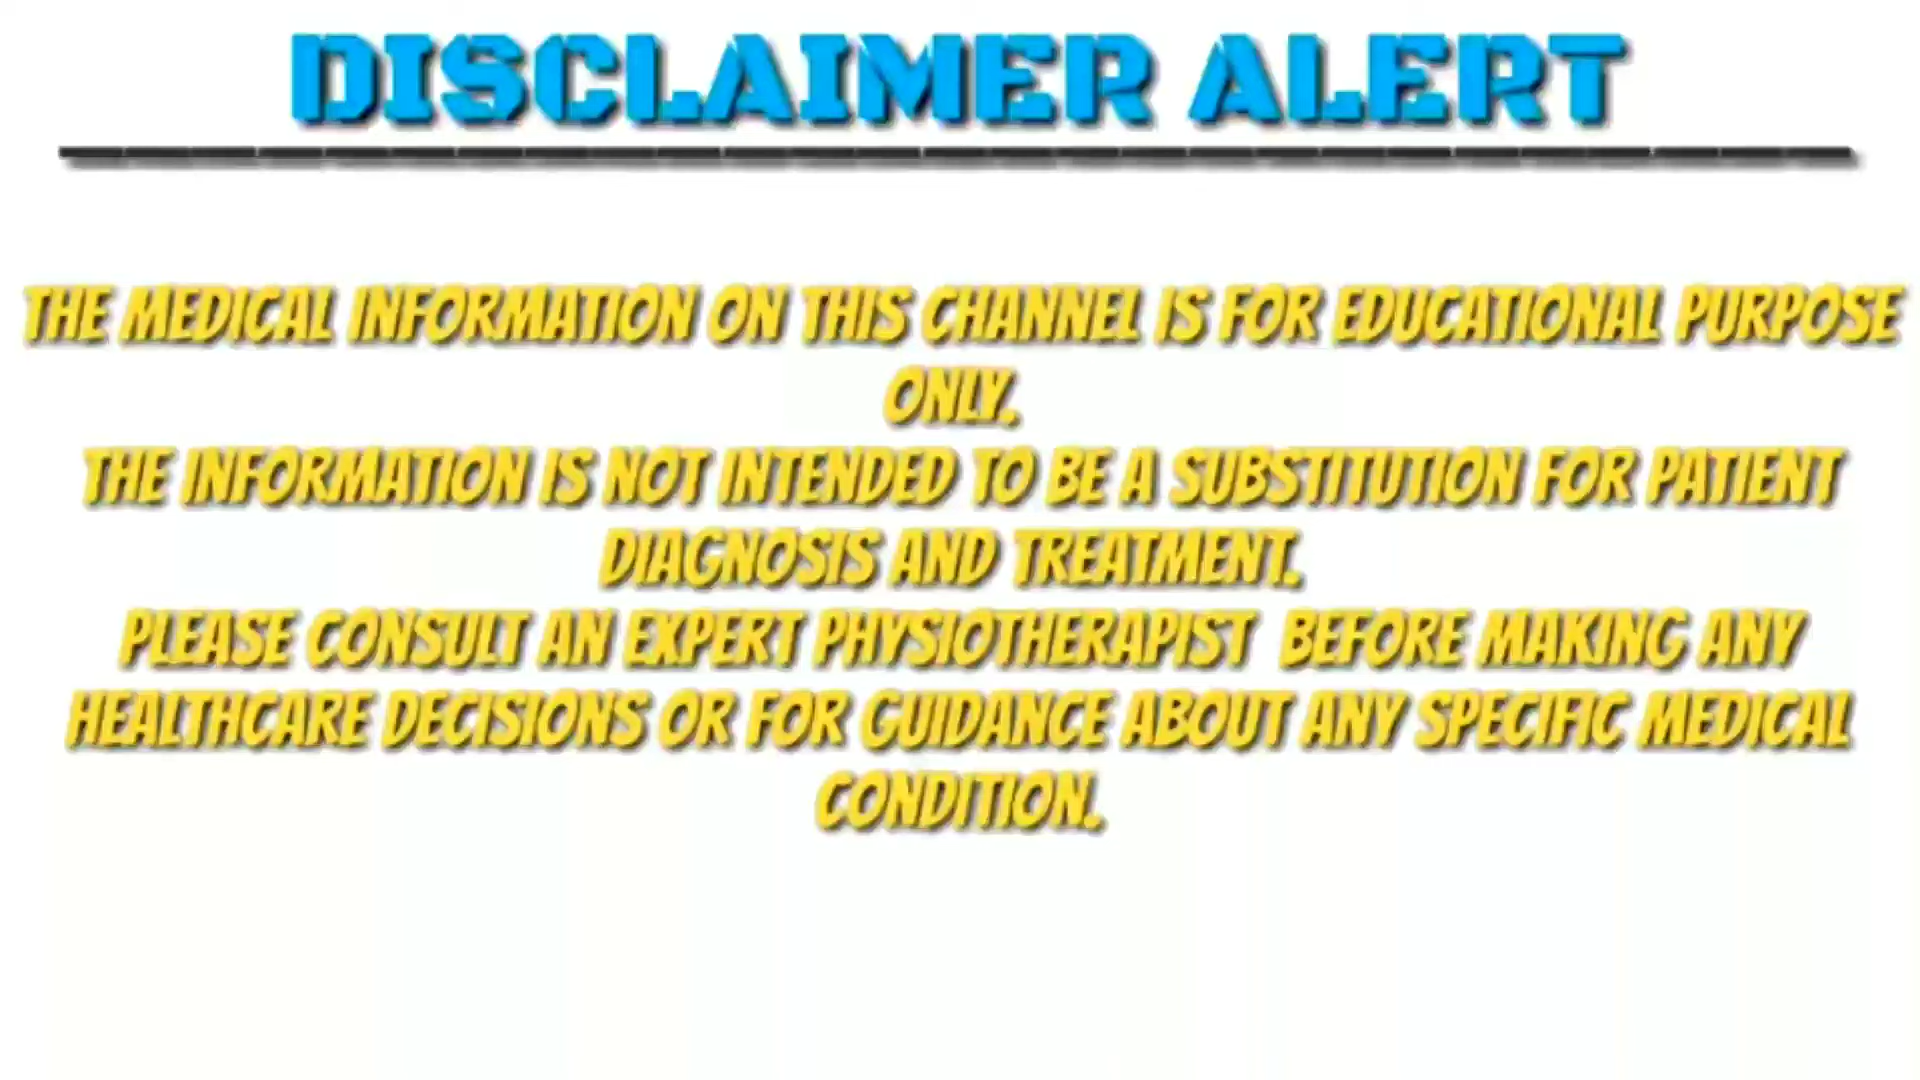 DISCLAIMER ALERT
THE MEDICAL INFORMATION ON THIS CHANNEL IS FOR EDUCATIONAL PURPOSE
ONLY.
THE INFORMATION IS NOT INTENDED TO BE A SUBSTITUTION FOR PATIENT
DIAGNOSIS AND TREATMENT.
PLEASE CONSULT AN EXPERT PHYSIOTHERAPIST BEFORE MAKING ANY
HEALTHCARE DECISIONS OR FOR GUIDANCE ABOUT ANY SPECIFIC MEDICAL
CONDITION.